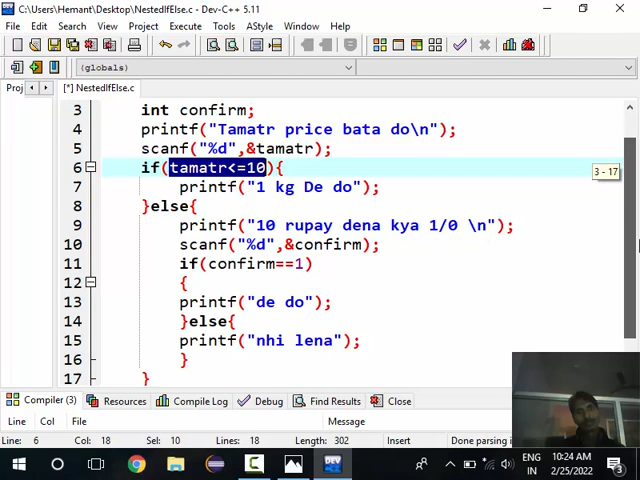 C:\Users\Hemant\Desktop\NestedIfElse.c - Dev-C++ 5.11
File Edit Search View Project Execute Tools AStyle Window Help
(globals)
Proj [*] NestedIfElse.c
3 int confirm;
4 printf("Tamatr price bata do\n");
5 scanf("%d",&tamatr);
6 if(tamatr<=10){
3 - 17
7 printf("1 kg De do");
8 }else{
9 printf("10 rupay dena kya 1/0 \n");
10 scanf("%d",&confirm);
11 if(confirm==1)
12 {
13 printf("de do");
14 }else{
15 printf("nhi lena");
16 }
17 }
Compiler (3) Resources Compile Log Debug Find Results Close
Line Col File Message
Line: 6 Col: 18 Sel: 10 Lines: 18 Length: 302 Insert Done parsing i
ENG 10:24 AM
IN 2/25/2022
DEV
3